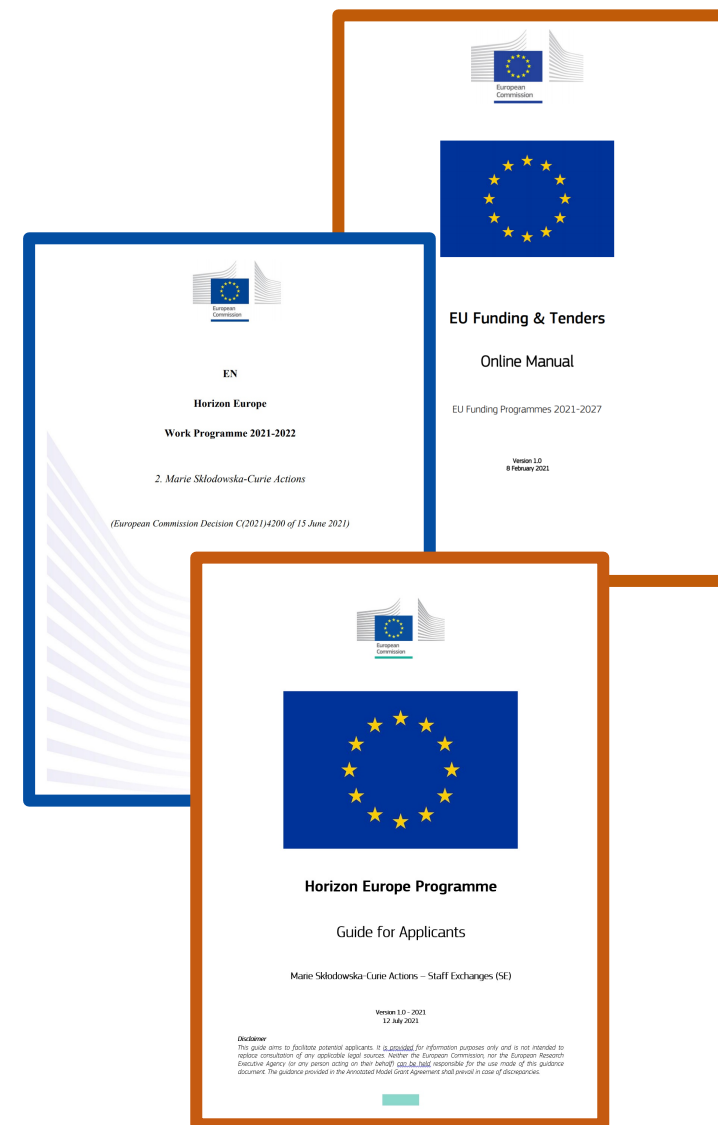 European
Commission
EU Funding & Tenders
Online Manual
EU Funding Programmes 2021-2027
Version 1.0
8 February 2021
European
Commission
EN
Horizon Europe
Work Programme 2021-2022
2. Marie Skłodowska-Curie Actions
(European Commission Decision C(2021)4200 of 15 June 2021)
European
Commission
Horizon Europe Programme
Guide for Applicants
Marie Skłodowska-Curie Actions – Staff Exchanges (SE)
Version 1.0 - 2021
12 July 2021
Disclaimer
This guide aims to facilitate potential applicants. It is provided for information purposes only and is not intended to
replace consultation of any applicable legal sources. Neither the European Commission, nor the European Research
Executive Agency (or any person acting on their behalf) can be held responsible for the use made of this guidance
document. The guidance provided in the Annotated Model Grant Agreement shall prevail in case of discrepancies.